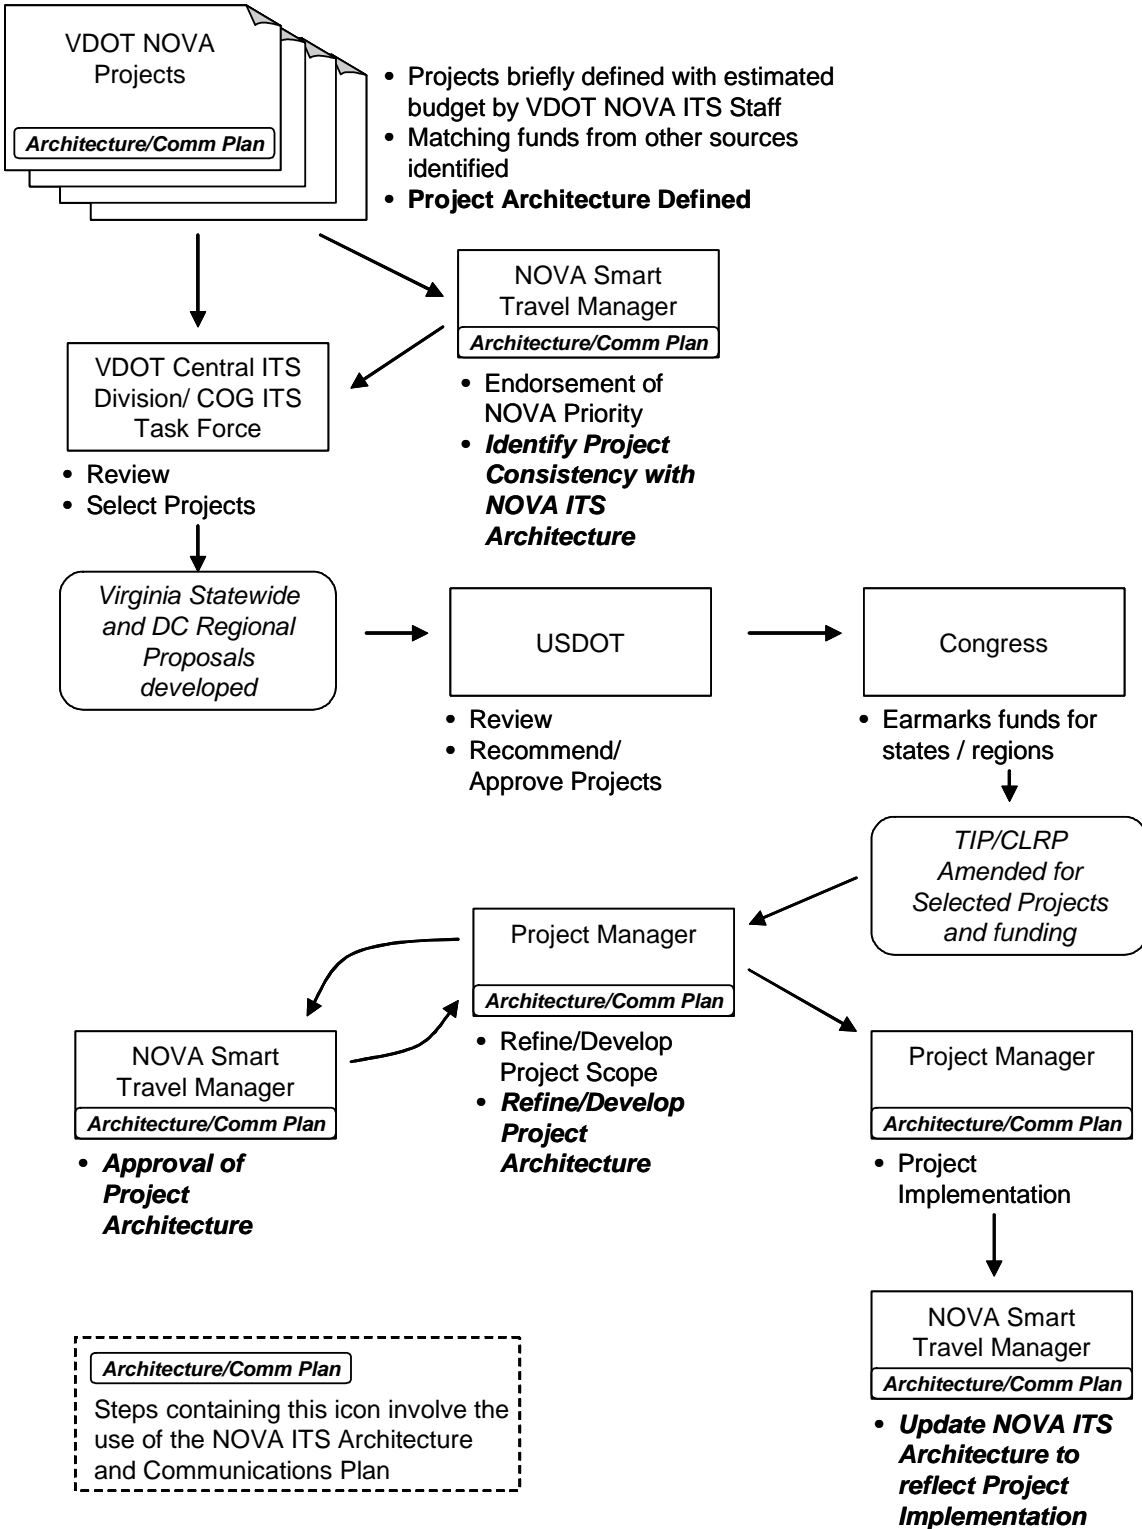 VDOT NOVA
Projects
Architecture/Comm Plan
• Projects briefly defined with estimated
budget by VDOT NOVA ITS Staff
• Matching funds from other sources
identified
• Project Architecture Defined
NOVA Smart
Travel Manager
Architecture/Comm Plan
• Endorsement of
NOVA Priority
• Identify Project
Consistency with
NOVA ITS
Architecture
VDOT Central ITS
Division/ COG ITS
Task Force
• Review
• Select Projects
Virginia Statewide
and DC Regional
Proposals
developed
USDOT
• Review
• Recommend/
Approve Projects
Congress
• Earmarks funds for
states / regions
TIP/CLRP
Amended for
Selected Projects
and funding
Project Manager
Architecture/Comm Plan
• Refine/Develop
Project Scope
• Refine/Develop
Project
Architecture
NOVA Smart
Travel Manager
Architecture/Comm Plan
• Approval of
Project
Architecture
Project Manager
Architecture/Comm Plan
• Project
Implementation
NOVA Smart
Travel Manager
Architecture/Comm Plan
• Update NOVA ITS
Architecture to
reflect Project
Implementation
Architecture/Comm Plan
Steps containing this icon involve the
use of the NOVA ITS Architecture
and Communications Plan